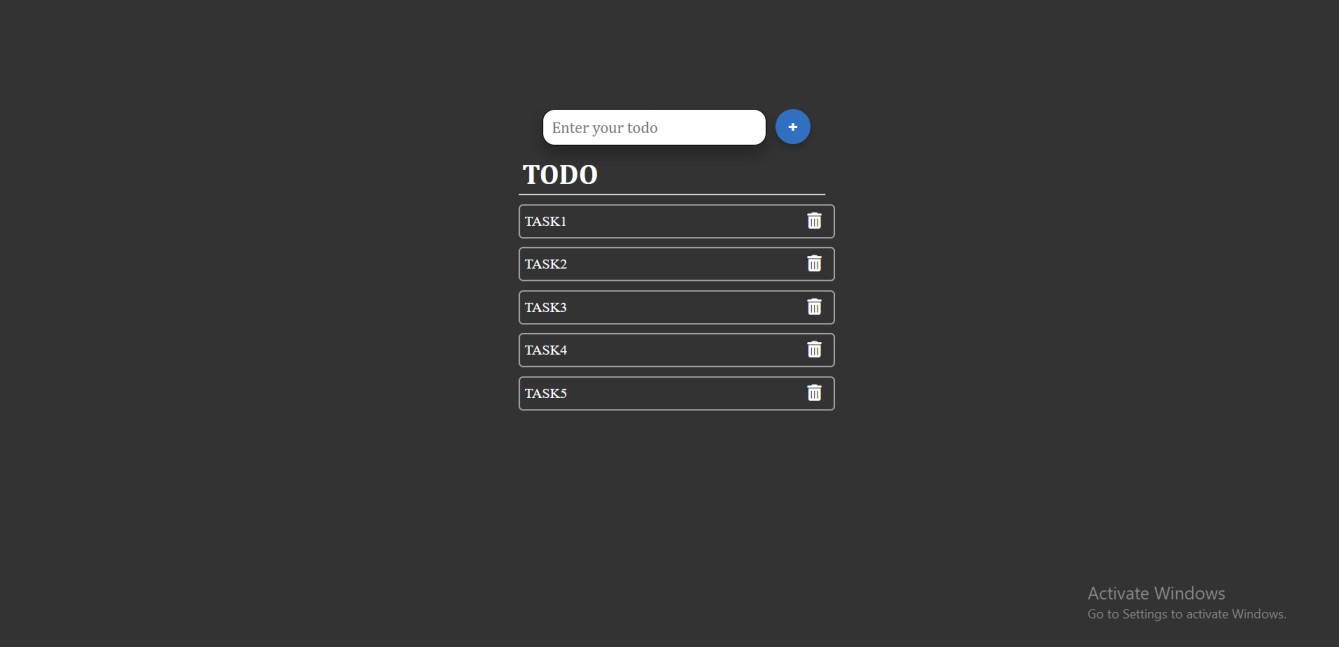 Enter your todo
+
TODO
TASK1
TASK2
TASK3
TASK4
TASK5
Activate Windows
Go to Settings to activate Windows.